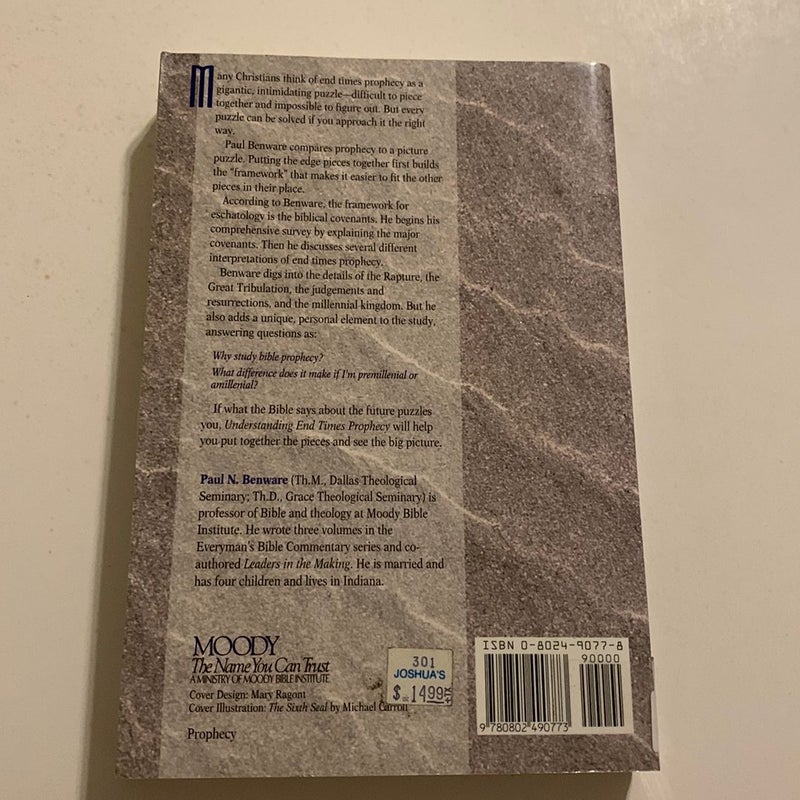 Many Christians think of end times prophecy as a
gigantic, intimidating puzzle—difficult to piece
together and impossible to figure out. But every
puzzle can be solved if you approach it the right
way.
Paul Benware compares prophecy to a picture
puzzle. Putting the edge pieces together first builds
the "framework" that makes it easier to fit the other
pieces in their place.
According to Benware, the framework for
eschatology is the biblical covenants. He begins his
comprehensive survey by explaining the major
covenants. Then he discusses several different
interpretations of end times prophecy.
Benware digs into the details of the Rapture, the
Great Tribulation, the judgements and
resurrections, and the millennial kingdom. But he
also adds a unique, personal element to the study,
answering questions as:
Why study bible prophecy?
What difference does it make if I'm premillenial or
amillenial?
If what the Bible says about the future puzzles
you, Understanding End Times Prophecy will help
you put together the pieces and see the big picture.
Paul N. Benware (Th.M., Dallas Theological
Seminary; Th.D., Grace Theological Seminary) is
professor of Bible and theology at Moody Bible
Institute. He wrote three volumes in the
Everyman's Bible Commentary series and co-
authored Leaders in the Making. He is married and
has four children and lives in Indiana.
MOODY
The Name You Can Trust
A MINISTRY OF MOODY BIBLE INSTITUTE
Cover Design: Mary Ragont
Cover Illustration: The Sixth Seal by Michael Carroll
Prophecy
301
JOSHUA'S
$ 1499
ISBN 0-8024-9077-8
90000
9 780802 490773